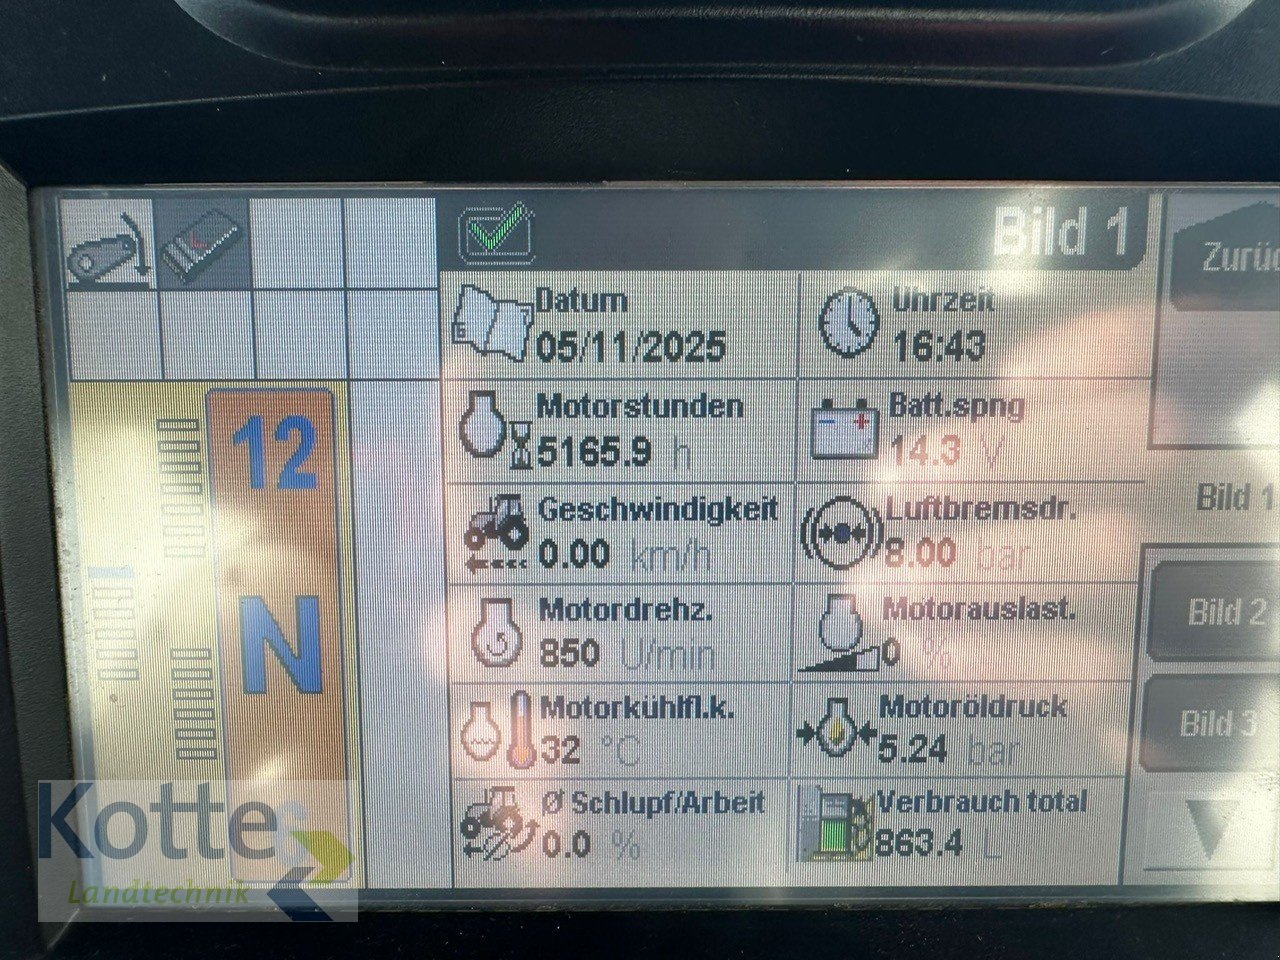 Bild 1
Zurüc
Datum
05/11/2025
Uhrzeit
16:43
Motorstunden
5165.9 h
Batt.spng
14.3 V
Geschwindigkeit
0.00 km/h
Luftbremsdr.
8.00 bar
Motordrehz.
850 U/min
Motorauslast.
0 %
Motorkühlfl.k.
32 °C
Motoröldruck
5.24 bar
Ø Schlupf/Arbeit
0.0 %
Verbrauch total
863.4 L
12
N
Bild 1
Bild 2
Bild 3
Kotte
Landtechnik